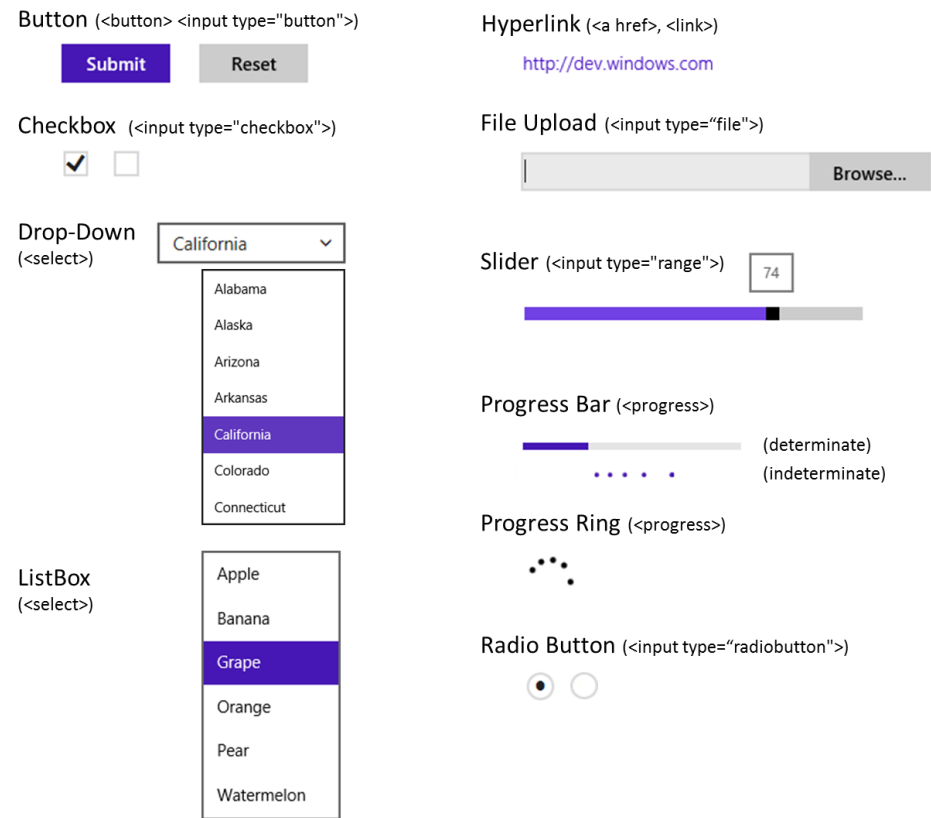 Button (<button> <input type="button">)
Submit
Reset
Checkbox (<input type="checkbox">)
Drop-Down
(<select>)
California
Alabama
Alaska
Arizona
Arkansas
California
Colorado
Connecticut
ListBox
(<select>)
Apple
Banana
Grape
Orange
Pear
Watermelon
Hyperlink (<a href>, <link>)
http://dev.windows.com
File Upload (<input type=“file">)
Browse...
Slider (<input type="range">)
74
Progress Bar (<progress>)
(determinate)
(indeterminate)
Progress Ring (<progress>)
Radio Button (<input type=“radiobutton">)